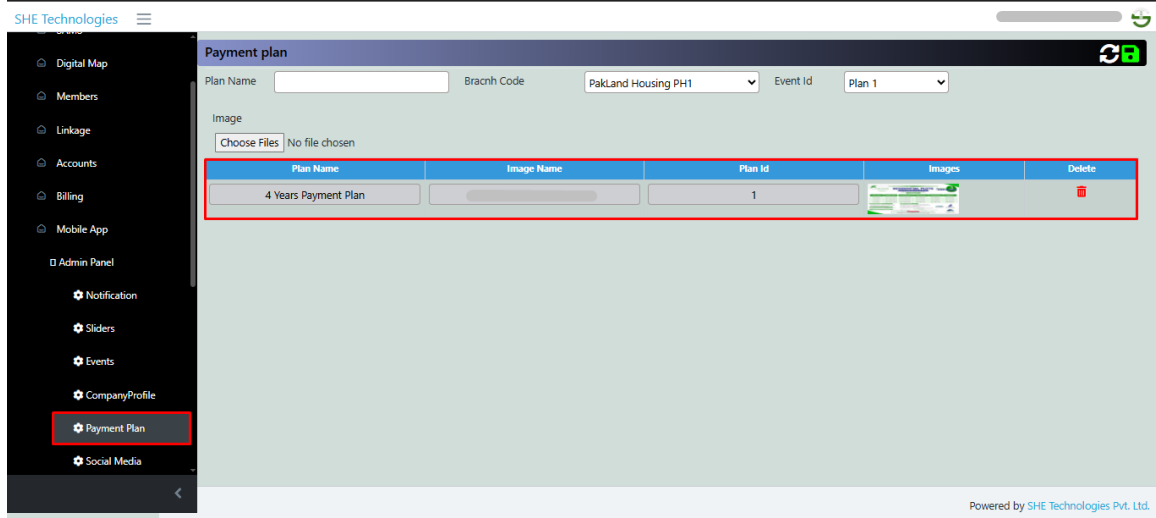 SHE Technologies
Digital Map
Members
Linkage
Accounts
Billing
Mobile App
Admin Panel
Notification
Sliders
Events
CompanyProfile
Payment Plan
Social Media
Payment plan
Plan Name
Bracnh Code
PakLand Housing PH1
Event Id
Plan 1
Image
Choose Files No file chosen
Plan Name Image Name Plan Id Images Delete
4 Years Payment Plan 1
Powered by SHE Technologies Pvt. Ltd.